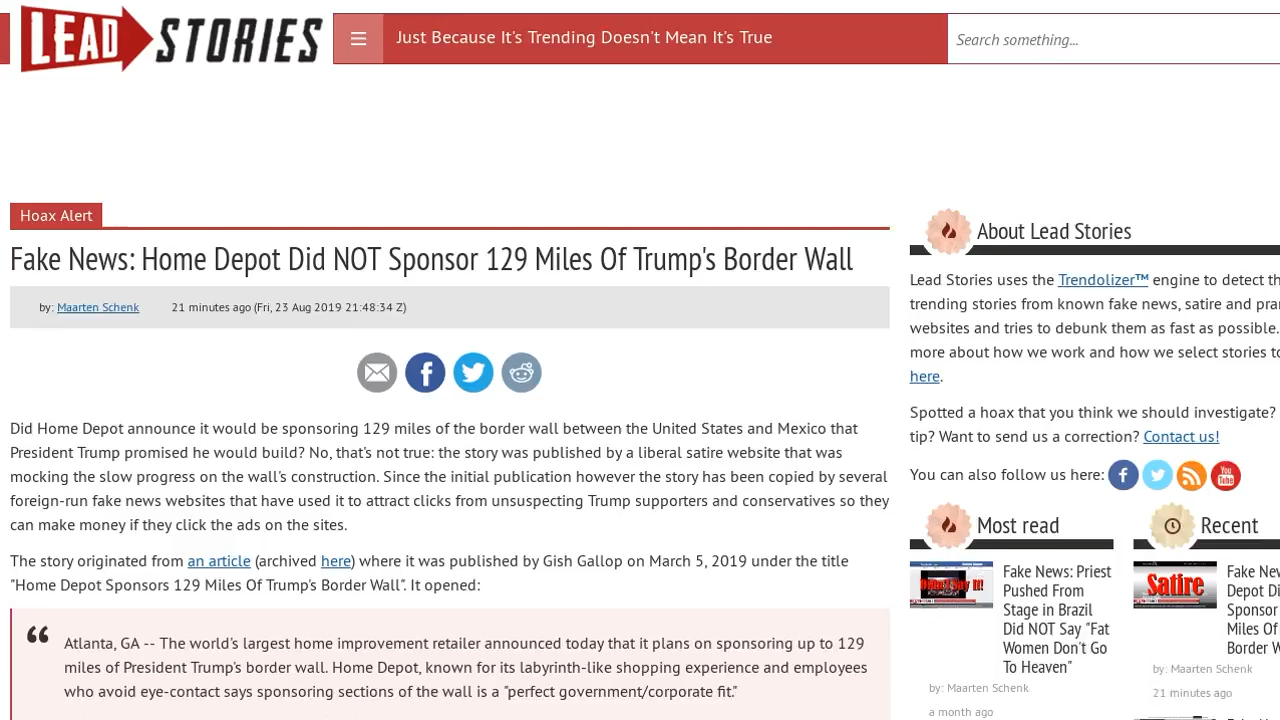 LEAD STORIES
Just Because It's Trending Doesn't Mean It's True
Search something...
Hoax Alert
Fake News: Home Depot Did NOT Sponsor 129 Miles Of Trump's Border Wall
by: Maarten Schenk 21 minutes ago (Fri, 23 Aug 2019 21:48:34 Z)
Did Home Depot announce it would be sponsoring 129 miles of the border wall between the United States and Mexico that
President Trump promised he would build? No, that's not true: the story was published by a liberal satire website that was
mocking the slow progress on the wall's construction. Since the initial publication however the story has been copied by several
foreign-run fake news websites that have used it to attract clicks from unsuspecting Trump supporters and conservatives so they
can make money if they click the ads on the sites.
The story originated from an article (archived here) where it was published by Gish Gallop on March 5, 2019 under the title
"Home Depot Sponsors 129 Miles Of Trump's Border Wall". It opened:
Atlanta, GA -- The world's largest home improvement retailer announced today that it plans on sponsoring up to 129
miles of President Trump's border wall. Home Depot, known for its labyrinth-like shopping experience and employees
who avoid eye-contact says sponsoring sections of the wall is a "perfect government/corporate fit."
About Lead Stories
Lead Stories uses the Trendolizer™ engine to detect th
trending stories from known fake news, satire and pran
websites and tries to debunk them as fast as possible.
more about how we work and how we select stories to
here.
Spotted a hoax that you think we should investigate?
tip? Want to send us a correction? Contact us!
You can also follow us here:
You
Tube
Most read
Didn't Say It!
Fake News: Priest
Pushed From
Stage in Brazil
Did NOT Say "Fat
Women Don't Go
To Heaven"
by: Maarten Schenk
a month ago
Recent
Satire
Fake New
Depot Di
Sponsor
Miles Of
Border W
by: Maarten Schenk
21 minutes ago